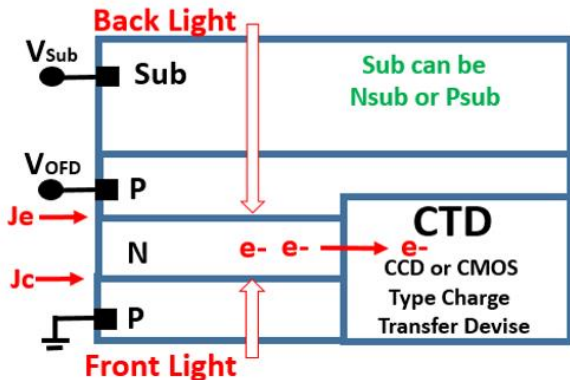 Back Light
VSub
Sub
Sub can be
Nsub or Psub
VOFD
P
Je
N
e- e- e-
CTD
CCD or CMOS
Type Charge
Transfer Devise
Jc
P
Front Light